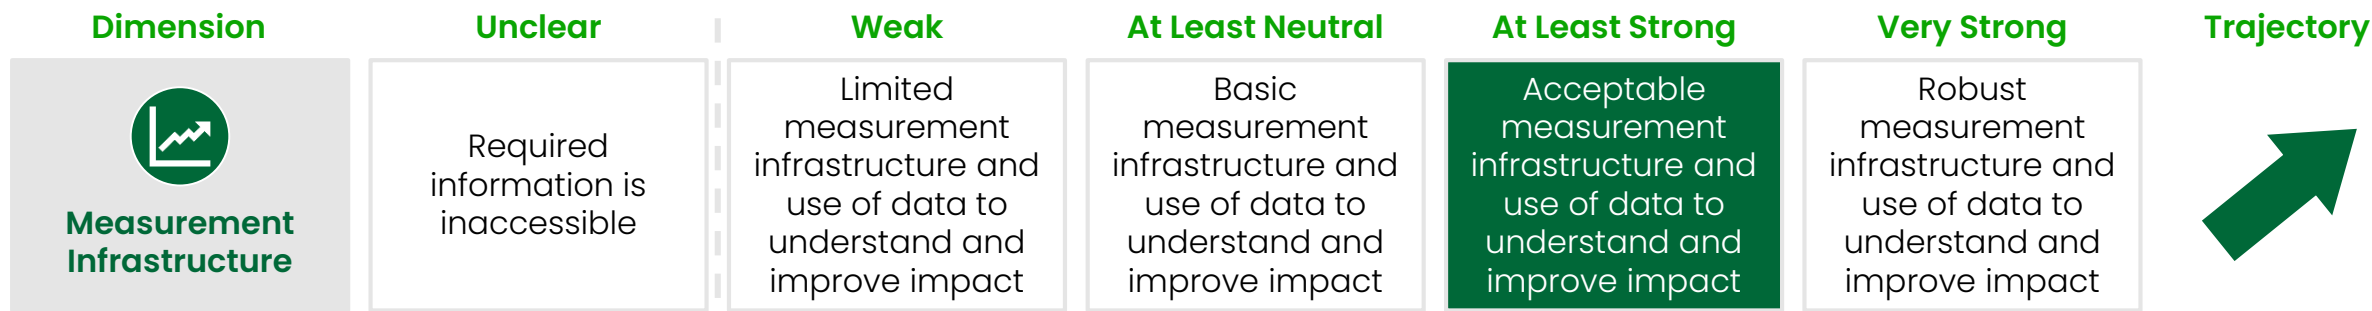 Dimension
Unclear
Weak
At Least Neutral
At Least Strong
Very Strong
Trajectory
Measurement
Infrastructure
Required
information is
inaccessible
Limited
measurement
infrastructure and
use of data to
understand and
improve impact
Basic
measurement
infrastructure and
use of data to
understand and
improve impact
Acceptable
measurement
infrastructure and
use of data to
understand and
improve impact
Robust
measurement
infrastructure and
use of data to
understand and
improve impact